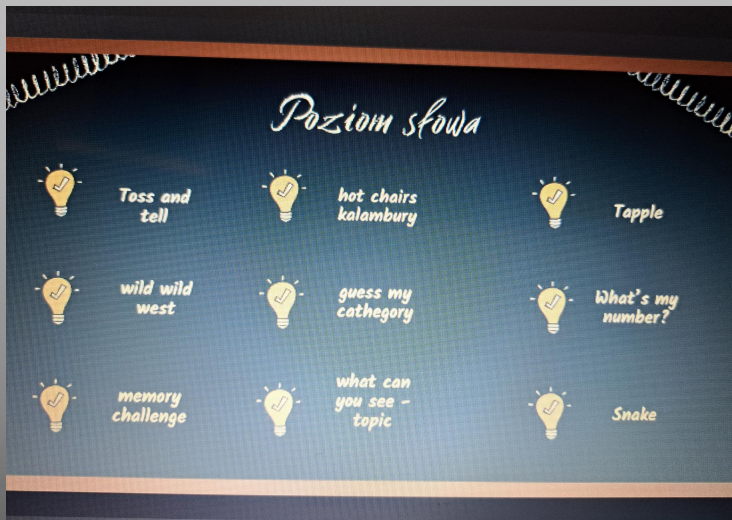 Poziom słowa
Toss and
tell
hot chairs
kalambury
Tapple
wild wild
west
guess my
cathegory
What's my
number?
memory
challenge
what can
you see -
topic
Snake